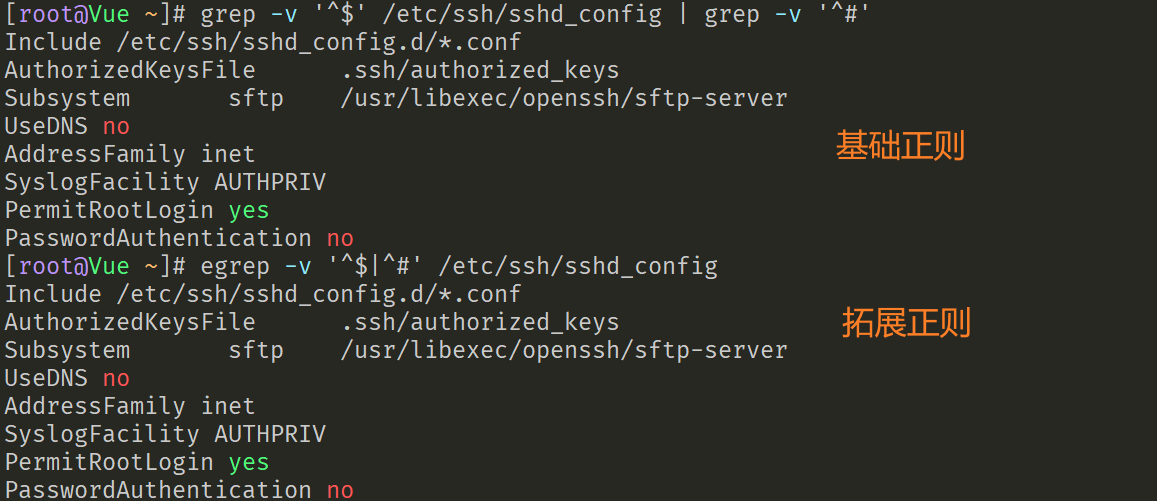 [root@Vue ~]# grep -v '^$' /etc/ssh/sshd_config | grep -v '^#'
Include /etc/ssh/sshd_config.d/*.conf
AuthorizedKeysFile      .ssh/authorized_keys
Subsystem       sftp    /usr/libexec/openssh/sftp-server
UseDNS no
基础正则
AddressFamily inet
SyslogFacility AUTHPRIV
PermitRootLogin yes
PasswordAuthentication no
[root@Vue ~]# egrep -v '^$|^#' /etc/ssh/sshd_config
Include /etc/ssh/sshd_config.d/*.conf
AuthorizedKeysFile      .ssh/authorized_keys
拓展正则
Subsystem       sftp    /usr/libexec/openssh/sftp-server
UseDNS no
AddressFamily inet
SyslogFacility AUTHPRIV
PermitRootLogin yes
PasswordAuthentication no